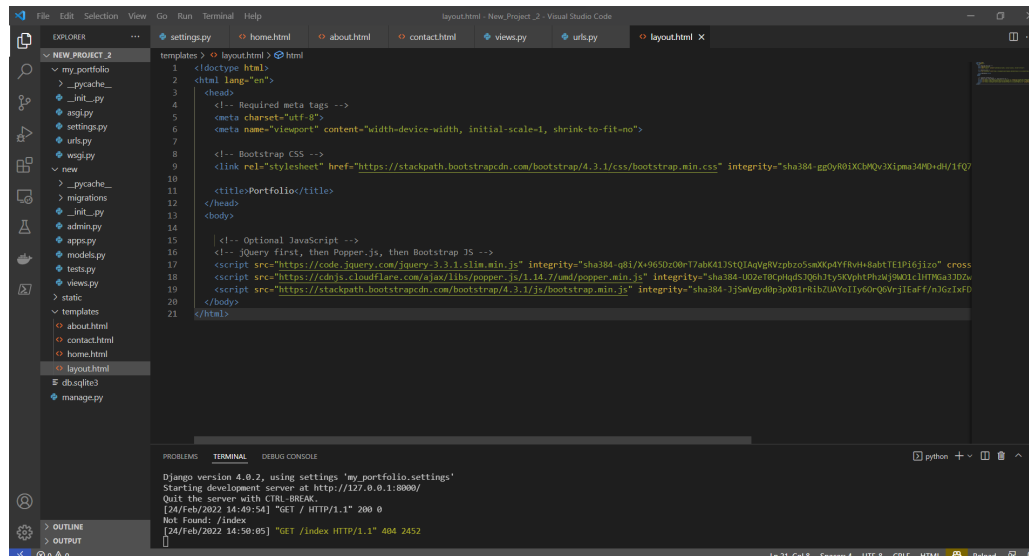 File Edit Selection View Go Run Terminal Help layout.html - New_Project _2 - Visual Studio Code
EXPLORER
settings.py home.html about.html contact.html views.py urls.py layout.html
NEW_PROJECT_2
my_portfolio
__pycache__
__init__.py
asgi.py
settings.py
urls.py
wsgi.py
new
__pycache__
migrations
__init__.py
admin.py
apps.py
models.py
tests.py
views.py
static
templates
about.html
contact.html
home.html
layout.html
db.sqlite3
manage.py
OUTLINE
OUTPUT
templates > layout.html > html
1 <!doctype html>
2 <html lang="en">
3 <head>
4 <!-- Required meta tags -->
5 <meta charset="utf-8">
6 <meta name="viewport" content="width=device-width, initial-scale=1, shrink-to-fit=no">
7
8 <!-- Bootstrap CSS -->
9 <link rel="stylesheet" href="https://stackpath.bootstrapcdn.com/bootstrap/4.3.1/css/bootstrap.min.css" integrity="sha384-ggOyR0iXCbMQv3Xipma34MD+dH/1fQ7
10
11 <title>Portfolio</title>
12 </head>
13 <body>
14
15 <!-- Optional JavaScript -->
16 <!-- jQuery first, then Popper.js, then Bootstrap JS -->
17 <script src="https://code.jquery.com/jquery-3.3.1.slim.min.js" integrity="sha384-q8i/X+965DzO0rT7abK41JStQIAqVgRVzpbzo5smXKp4YfRvH+8abtTE1Pi6jizo" cross
18 <script src="https://cdnjs.cloudflare.com/ajax/libs/popper.js/1.14.7/umd/popper.min.js" integrity="sha384-UO2eT0CpHqdSJQ6hJty5KVphtPhzWj9WO1clHTMGa3JDZw
19 <script src="https://stackpath.bootstrapcdn.com/bootstrap/4.3.1/js/bootstrap.min.js" integrity="sha384-JjSmVgyd0p3pXB1rRibZUAYoIIy6OrQ6VrjIEaFf/nJGzIxFD
20 </body>
21 </html>
PROBLEMS TERMINAL DEBUG CONSOLE
python
Django version 4.0.2, using settings 'my_portfolio.settings'
Starting development server at http://127.0.0.1:8000/
Quit the server with CTRL-BREAK.
[24/Feb/2022 14:49:54] "GET / HTTP/1.1" 200 0
Not Found: /index
[24/Feb/2022 14:50:05] "GET /index HTTP/1.1" 404 2452